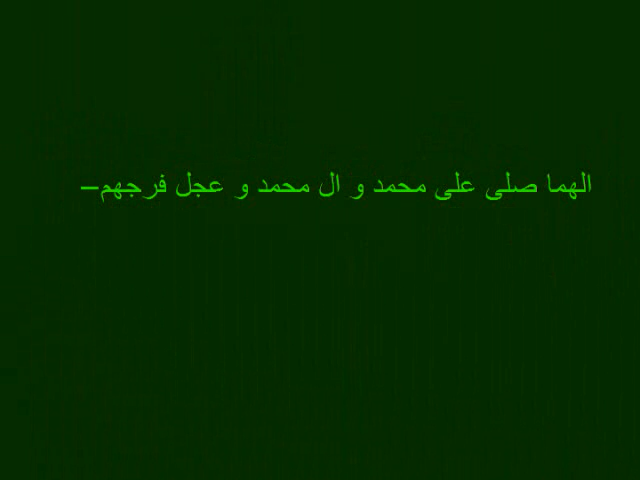 الهما صلی علی محمد و ال محمد و عجل فرجهم–